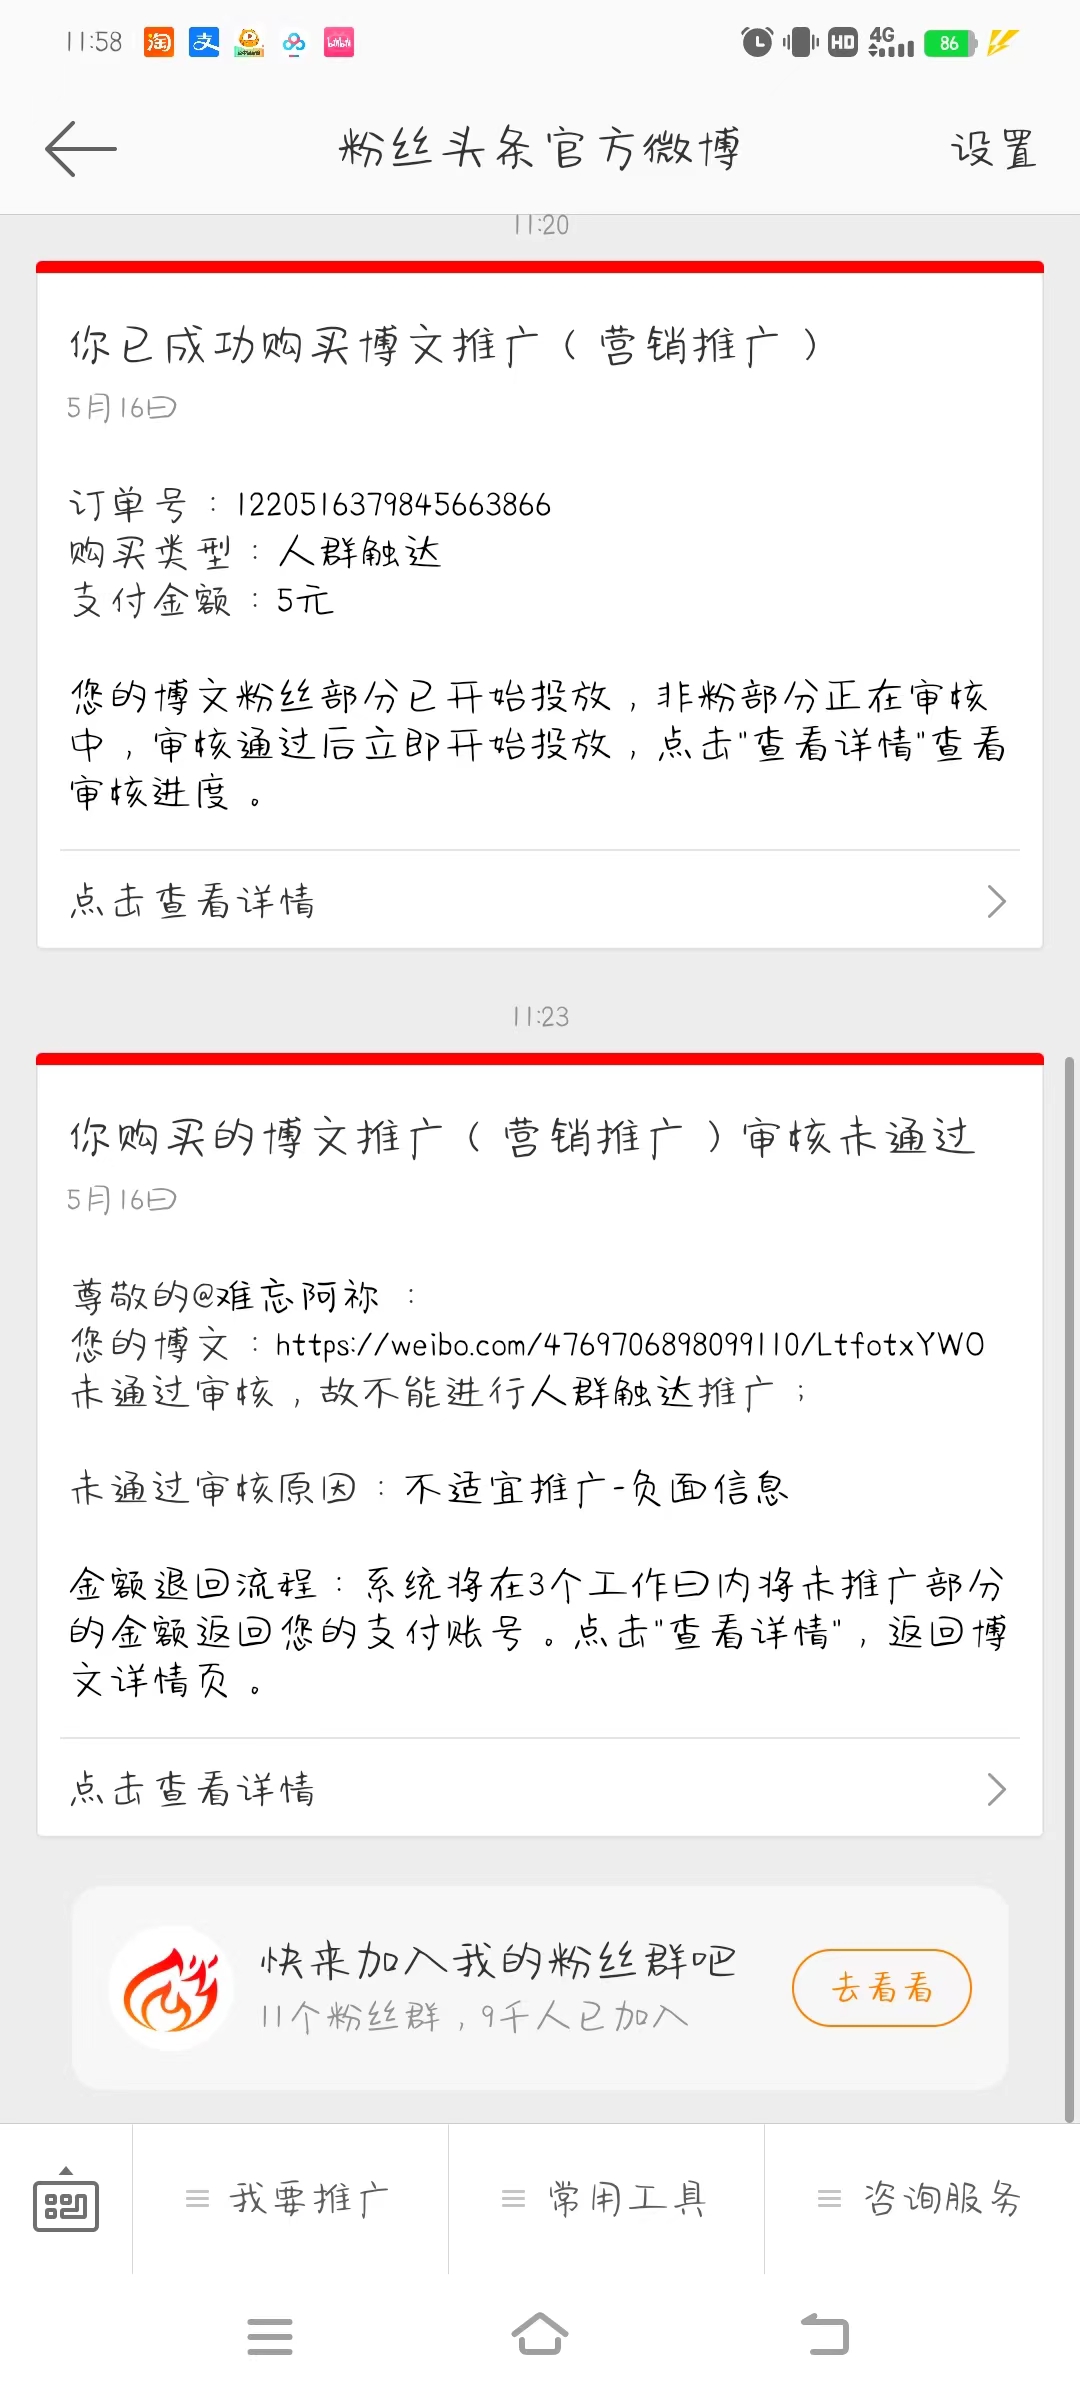 11:58
淘
支
bilibili
HD
4G
86
粉丝头条官方微博
设置
11:20
你已成功购买博文推广（营销推广）
5月16日
订单号：1220516379845663866
购买类型：人群触达
支付金额：5元
您的博文粉丝部分已开始投放，非粉部分正在审核
中，审核通过后立即开始投放，点击"查看详情"查看
审核进度。
点击查看详情
11:23
你购买的博文推广（营销推广）审核未通过
5月16日
尊敬的@难忘阿祢：
您的博文：https://weibo.com/4769706898099110/LtfotxYWO
未通过审核，故不能进行人群触达推广；
未通过审核原因：不适宜推广-负面信息
金额退回流程：系统将在3个工作日内将未推广部分
的金额返回您的支付账号。点击"查看详情"，返回博
文详情页。
点击查看详情
快来加入我的粉丝群吧
11个粉丝群，9千人已加入
去看看
我要推广
常用工具
咨询服务